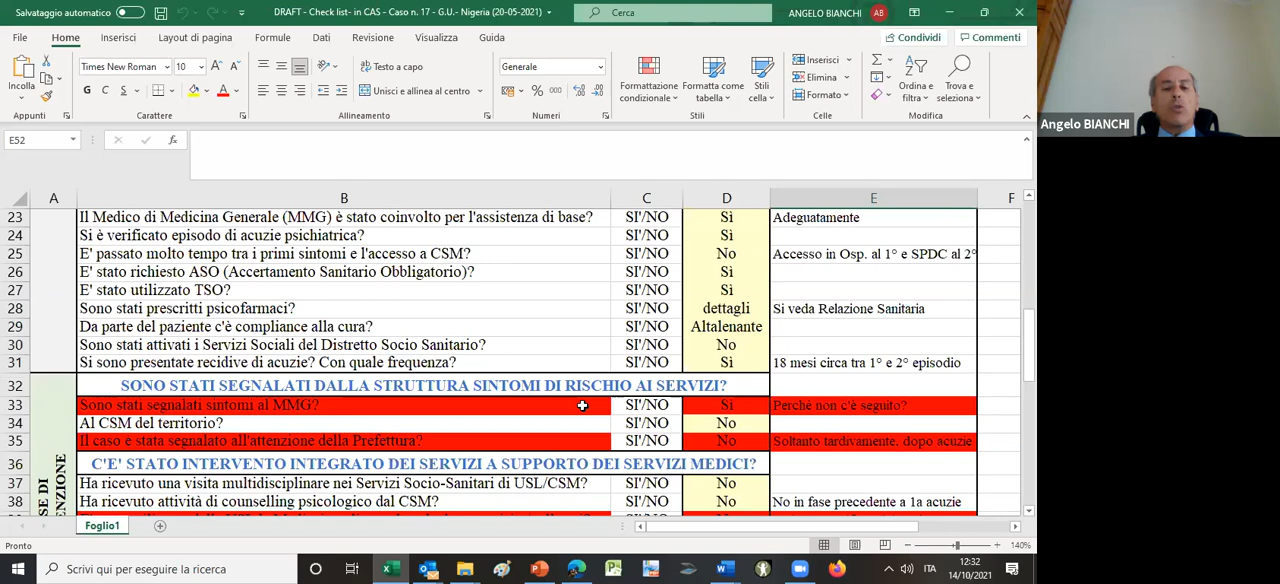 Salvataggio automatico
DRAFT - Check list- in CAS - Caso n. 17 - G.U.- Nigeria (20-05-2021)
Cerca
ANGELO BIANCHI
AB
File Home Inserisci Layout di pagina Formule Dati Revisione Visualizza Guida
Condividi
Commenti
Incolla
Times New Roman
10
G C S
Testo a capo
Unisci e allinea al centro
Generale
% 000
Formattazione condizionale
Formatta come tabella
Stili cella
Inserisci
Elimina
Formato
Ordina e filtra
Trova e seleziona
Appunti Carattere Allineamento Numeri Stili Celle Modifica
E52
fx
A B C D E F
23 Il Medico di Medicina Generale (MMG) è stato coinvolto per l'assistenza di base? SI'/NO Sì Adeguatamente
24 Si è verificato episodio di acuzie psichiatrica? SI'/NO Sì
25 E' passato molto tempo tra i primi sintomi e l'accesso a CSM? SI'/NO No Accesso in Osp. al 1° e SPDC al 2°
26 E' stato richiesto ASO (Accertamento Sanitario Obbligatorio)? SI'/NO Sì
27 E' stato utilizzato TSO? SI'/NO Sì
28 Sono stati prescritti psicofarmaci? SI'/NO dettagli Si veda Relazione Sanitaria
29 Da parte del paziente c'è compliance alla cura? SI'/NO Altalenante
30 Sono stati attivati i Servizi Sociali del Distretto Socio Sanitario? SI'/NO No
31 Si sono presentate recidive di acuzie? Con quale frequenza? SI'/NO Sì 18 mesi circa tra 1° e 2° episodio
32 SONO STATI SEGNALATI DALLA STRUTTURA SINTOMI DI RISCHIO AI SERVIZI?
33 Sono stati segnalati sintomi al MMG? SI'/NO Sì Perchè non c'è seguito?
34 Al CSM del territorio? SI'/NO No
35 Il caso è stata segnalato all'attenzione della Prefettura? SI'/NO No Soltanto tardivamente, dopo acuzie
36 C'E' STATO INTERVENTO INTEGRATO DEI SERVIZI A SUPPORTO DEI SERVIZI MEDICI?
37 Ha ricevuto una visita multidisciplinare nei Servizi Socio-Sanitari di USL/CSM? SI'/NO No
38 Ha ricevuto attività di counselling psicologico dal CSM? SI'/NO No No in fase precedente a 1a acuzie
Foglio1
Pronto
140%
Scrivi qui per eseguire la ricerca
ITA
12:32
14/10/2021
Angelo BIANCHI